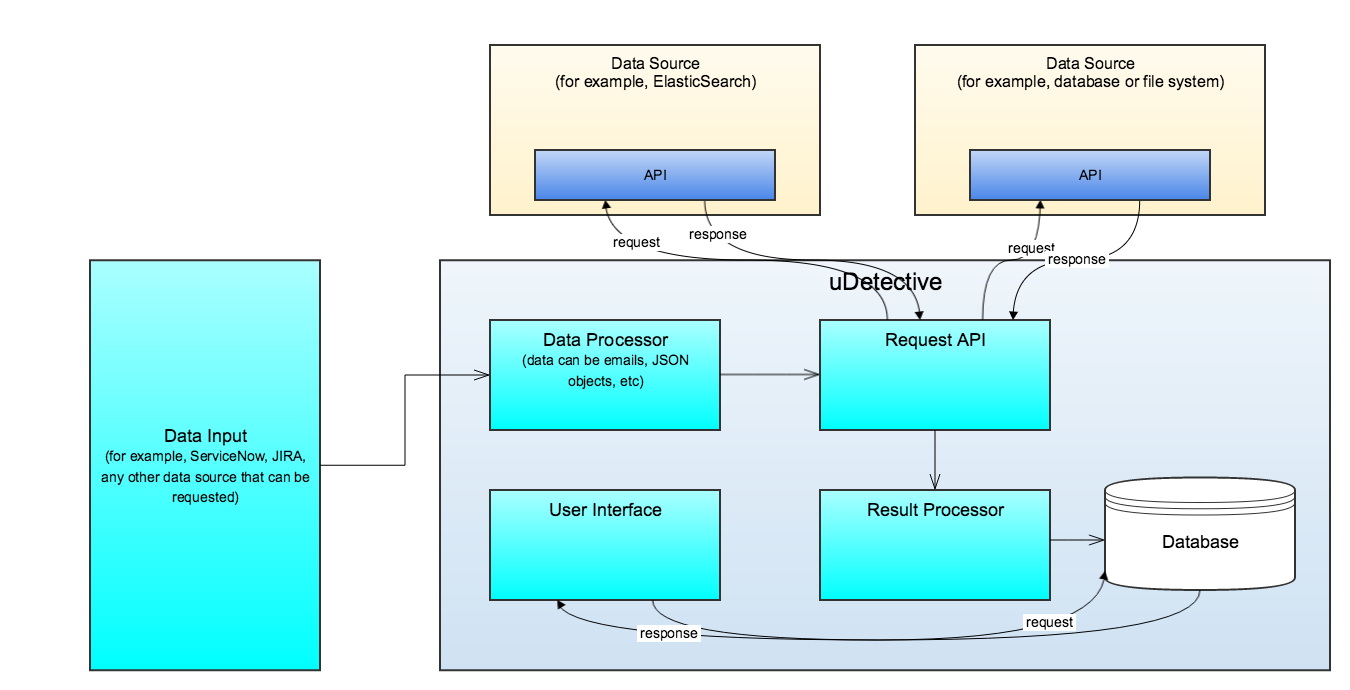 Data Source
(for example, ElasticSearch)
API
Data Source
(for example, database or file system)
API
request
response
request
response
uDetective
Data Input
(for example, ServiceNow, JIRA,
any other data source that can be
requested)
Data Processor
(data can be emails, JSON
objects, etc)
Request API
User Interface
Result Processor
Database
response
request